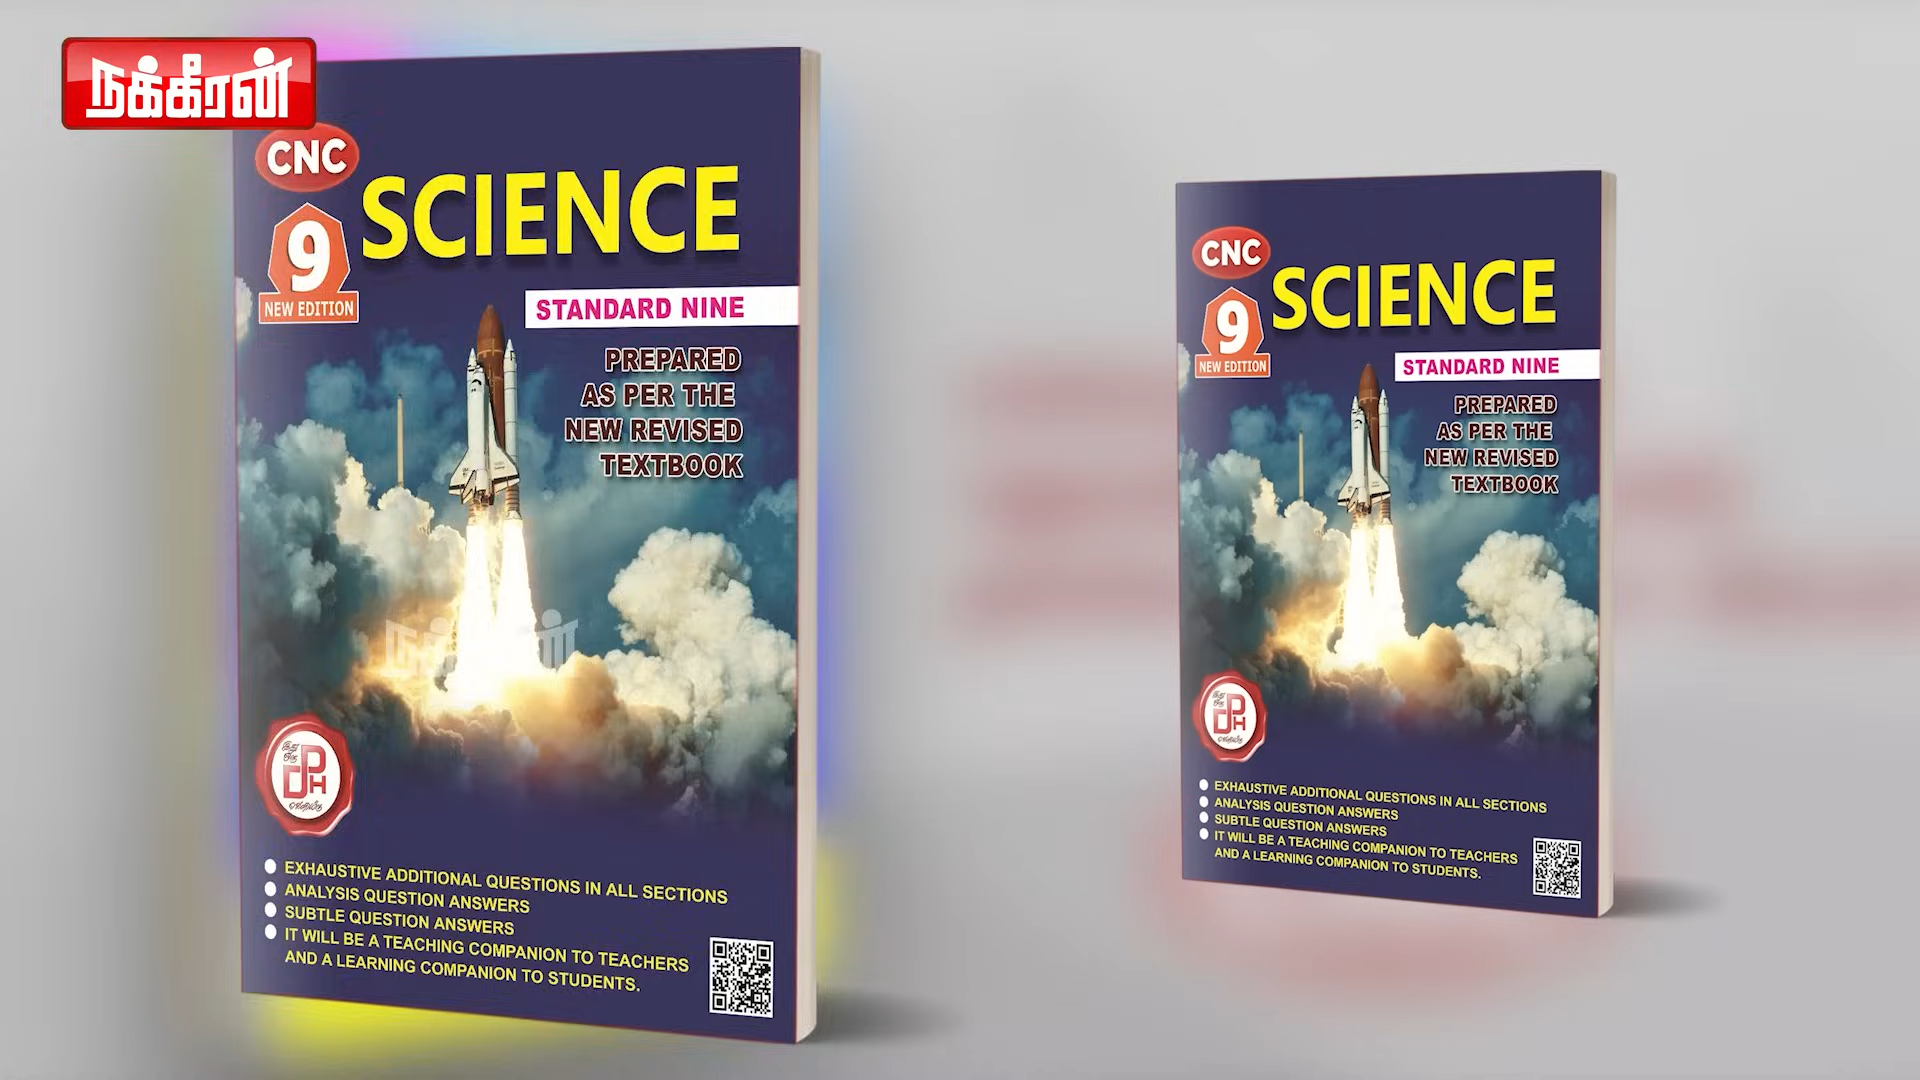 நக்கீரன்
CNC
SCIENCE
9
NEW EDITION
STANDARD NINE
PREPARED
AS PER THE
NEW REVISED
TEXTBOOK
நக்கீரன்
DPH
EXHAUSTIVE ADDITIONAL QUESTIONS IN ALL SECTIONS
ANALYSIS QUESTION ANSWERS
SUBTLE QUESTION ANSWERS
IT WILL BE A TEACHING COMPANION TO TEACHERS
AND A LEARNING COMPANION TO STUDENTS.
CNC
SCIENCE
9
NEW EDITION
STANDARD NINE
PREPARED
AS PER THE
NEW REVISED
TEXTBOOK
DPH
EXHAUSTIVE ADDITIONAL QUESTIONS IN ALL SECTIONS
ANALYSIS QUESTION ANSWERS
SUBTLE QUESTION ANSWERS
IT WILL BE A TEACHING COMPANION TO TEACHERS
AND A LEARNING COMPANION TO STUDENTS.